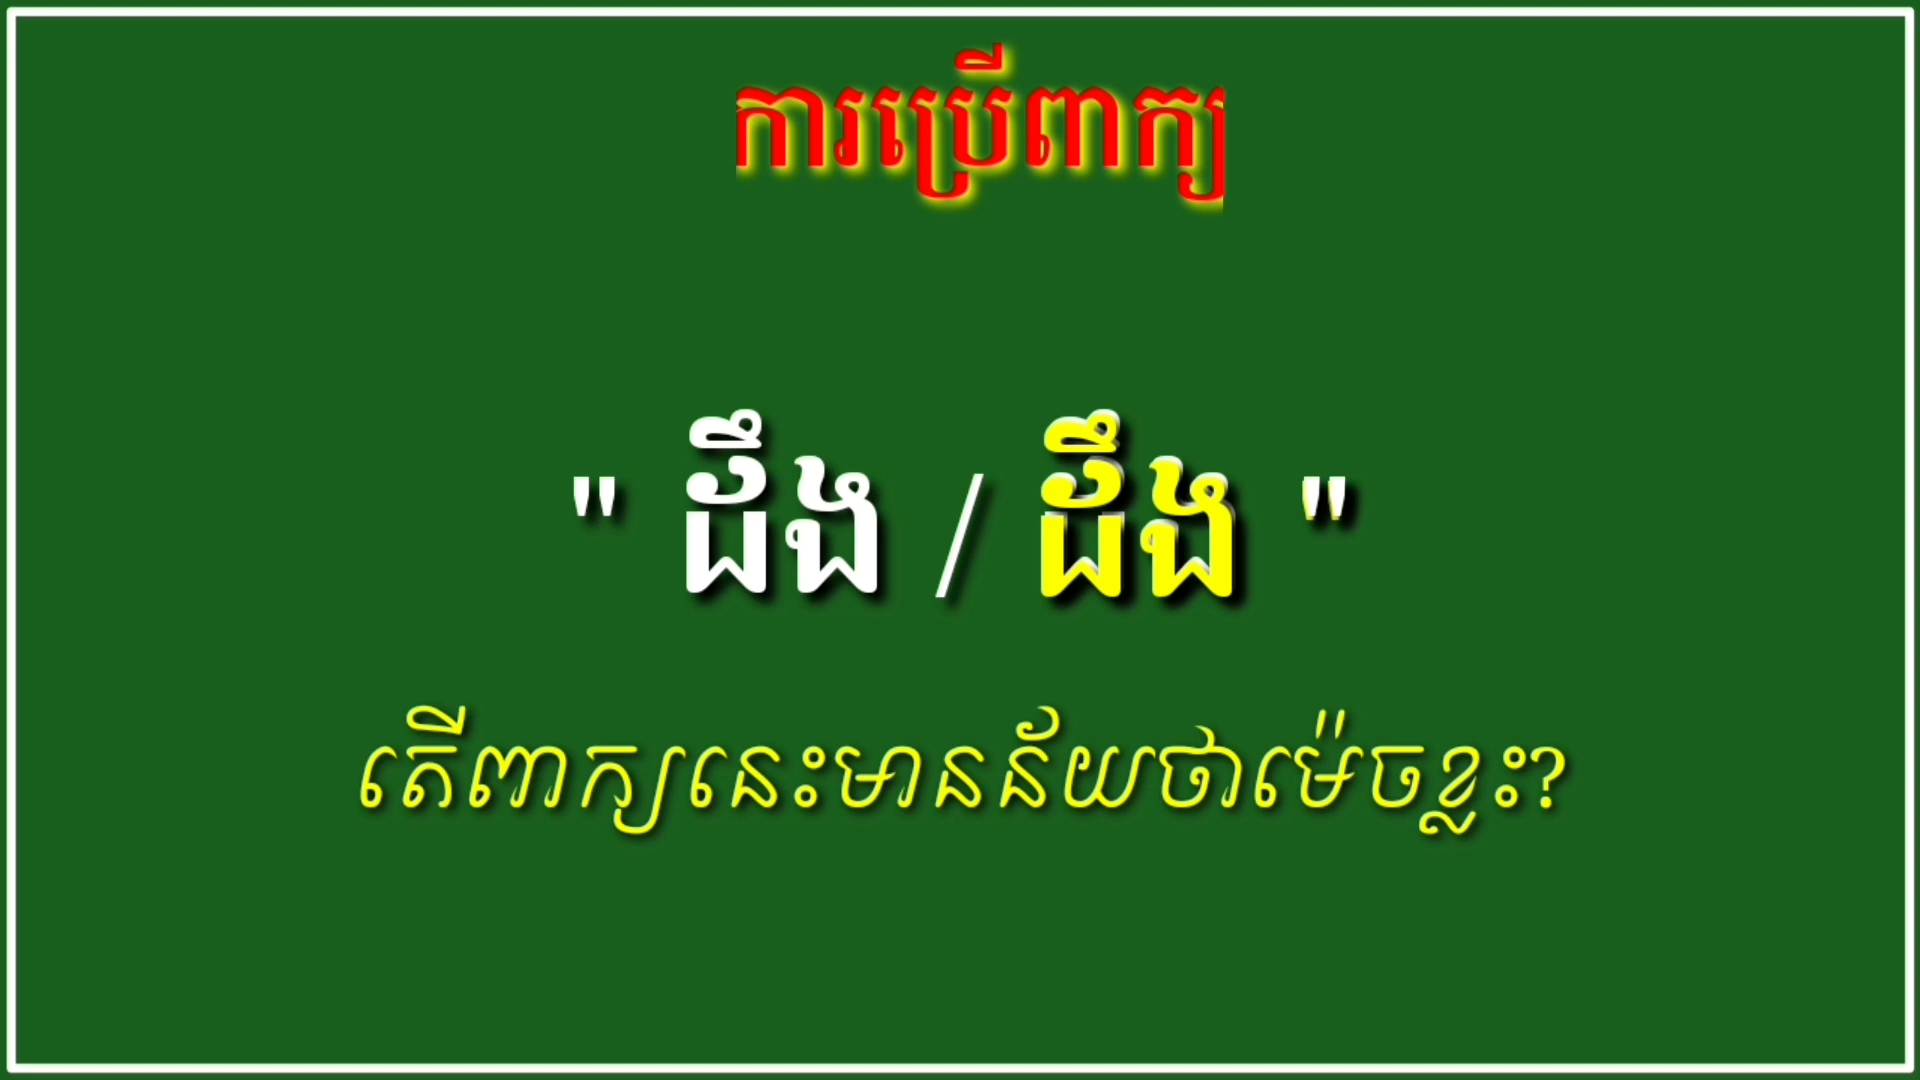 ការប្រើពាក្យ
" ដឹង / ដឹង "
តើពាក្យនេះមានន័យថាម៉េចខ្លះ?